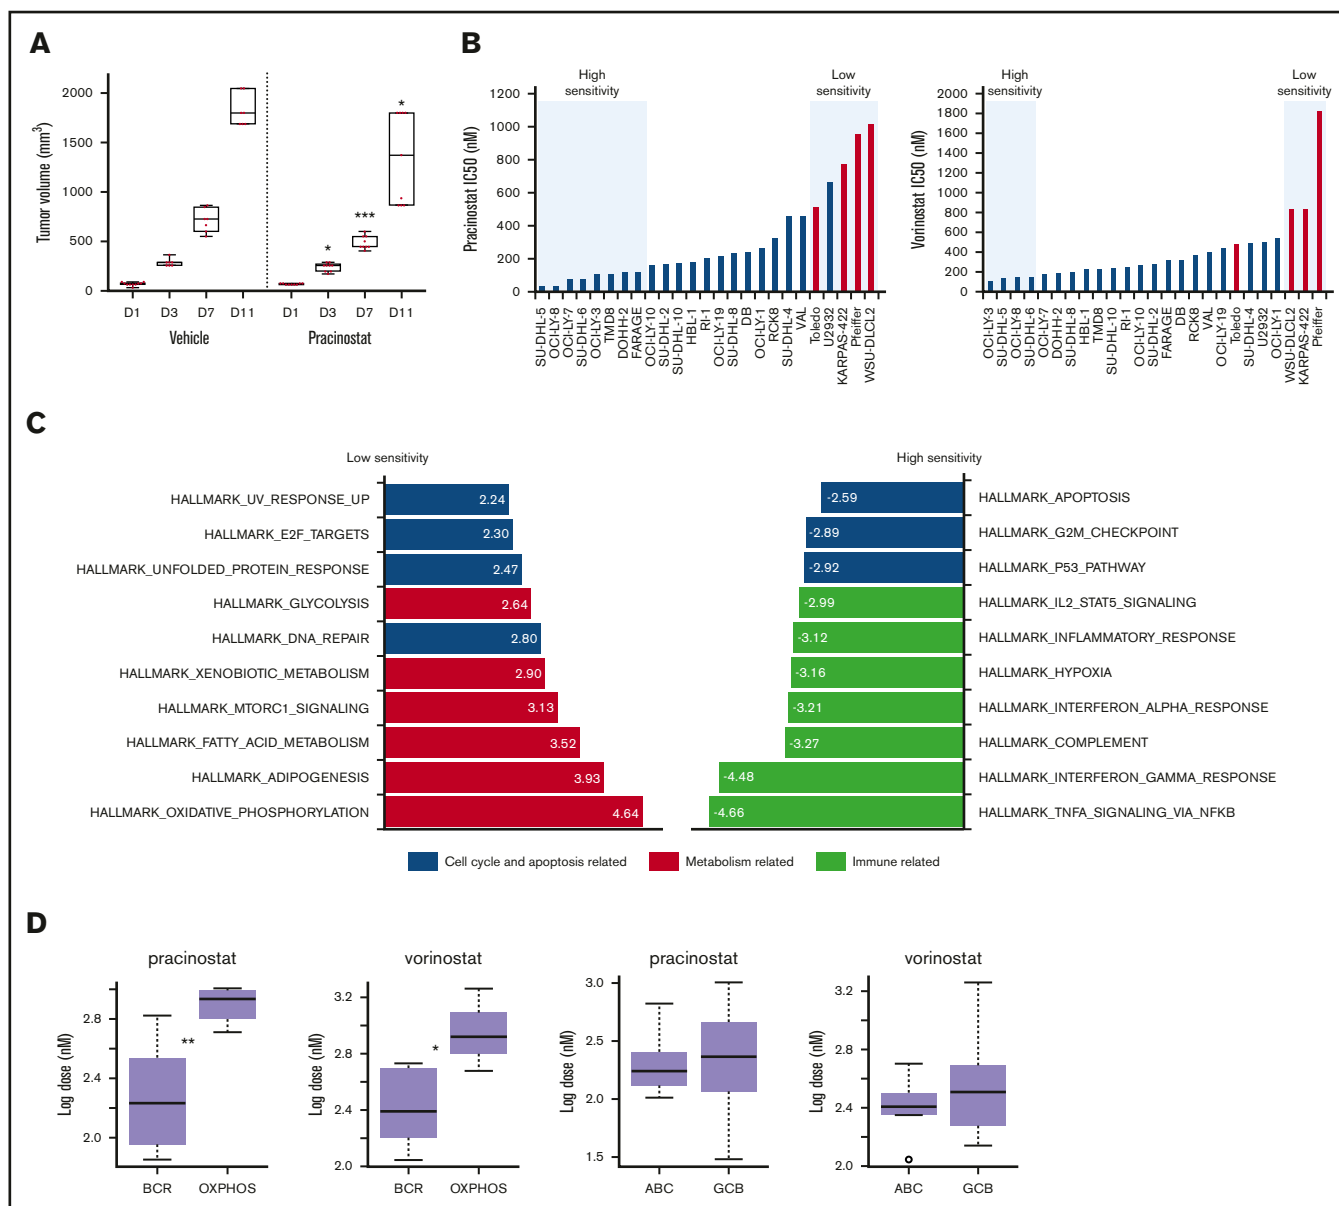 A
Tumor volume (mm3)
2000
1500
1000
500
0
D1 D3 D7 D11 D1 D3 D7 D11
Vehicle Pracinostat
* *** *
B
High sensitivity
Low sensitivity
Pracinostat IC50 (nM)
1200
1000
800
600
400
200
0
SU-DHL-5
OCI-LY-8
OCI-LY-7
SU-DHL-6
OCI-LY-3
TMD8
DOHH-2
FARAGE
OCI-LY-10
SU-DHL-2
SU-DHL-10
HBL-1
RI-1
OCI-LY-19
SU-DHL-8
DB
OCI-LY-1
RCK8
SU-DHL-4
VAL
Toledo
U2932
KARPAS-422
Pfeiffer
WSU-DLCL2
High sensitivity
Low sensitivity
Vorinostat IC50 (nM)
2000
1800
1600
1400
1200
1000
800
600
400
200
0
OCI-LY-3
SU-DHL-5
OCI-LY-8
SU-DHL-6
OCI-LY-7
DOHH-2
SU-DHL-8
HBL-1
TMD8
SU-DHL-10
RI-1
OCI-LY-10
SU-DHL-2
FARAGE
DB
RCK8
VAL
OCI-LY-19
Toledo
SU-DHL-4
U2932
OCI-LY-1
WSU-DLCL2
KARPAS-422
Pfeiffer
C
Low sensitivity
HALLMARK_UV_RESPONSE_UP 2.24
HALLMARK_E2F_TARGETS 2.30
HALLMARK_UNFOLDED_PROTEIN_RESPONSE 2.47
HALLMARK_GLYCOLYSIS 2.64
HALLMARK_DNA_REPAIR 2.80
HALLMARK_XENOBIOTIC_METABOLISM 2.90
HALLMARK_MTORC1_SIGNALING 3.13
HALLMARK_FATTY_ACID_METABOLISM 3.52
HALLMARK_ADIPOGENESIS 3.93
HALLMARK_OXIDATIVE_PHOSPHORYLATION 4.64
High sensitivity
-2.59 HALLMARK_APOPTOSIS
-2.89 HALLMARK_G2M_CHECKPOINT
-2.92 HALLMARK_P53_PATHWAY
-2.99 HALLMARK_IL2_STAT5_SIGNALING
-3.12 HALLMARK_INFLAMMATORY_RESPONSE
-3.16 HALLMARK_HYPOXIA
-3.21 HALLMARK_INTERFERON_ALPHA_RESPONSE
-3.27 HALLMARK_COMPLEMENT
-4.48 HALLMARK_INTERFERON_GAMMA_RESPONSE
-4.66 HALLMARK_TNFA_SIGNALING_VIA_NFKB
Cell cycle and apoptosis related Metabolism related Immune related
D
pracinostat
Log dose (nM)
2.8
2.4
2.0
**
BCR OXPHOS
vorinostat
Log dose (nM)
3.2
2.8
2.4
2.0
*
BCR OXPHOS
pracinostat
Log dose (nM)
3.0
2.5
2.0
1.5
ABC GCB
vorinostat
Log dose (nM)
3.2
2.8
2.4
2.0
ABC GCB